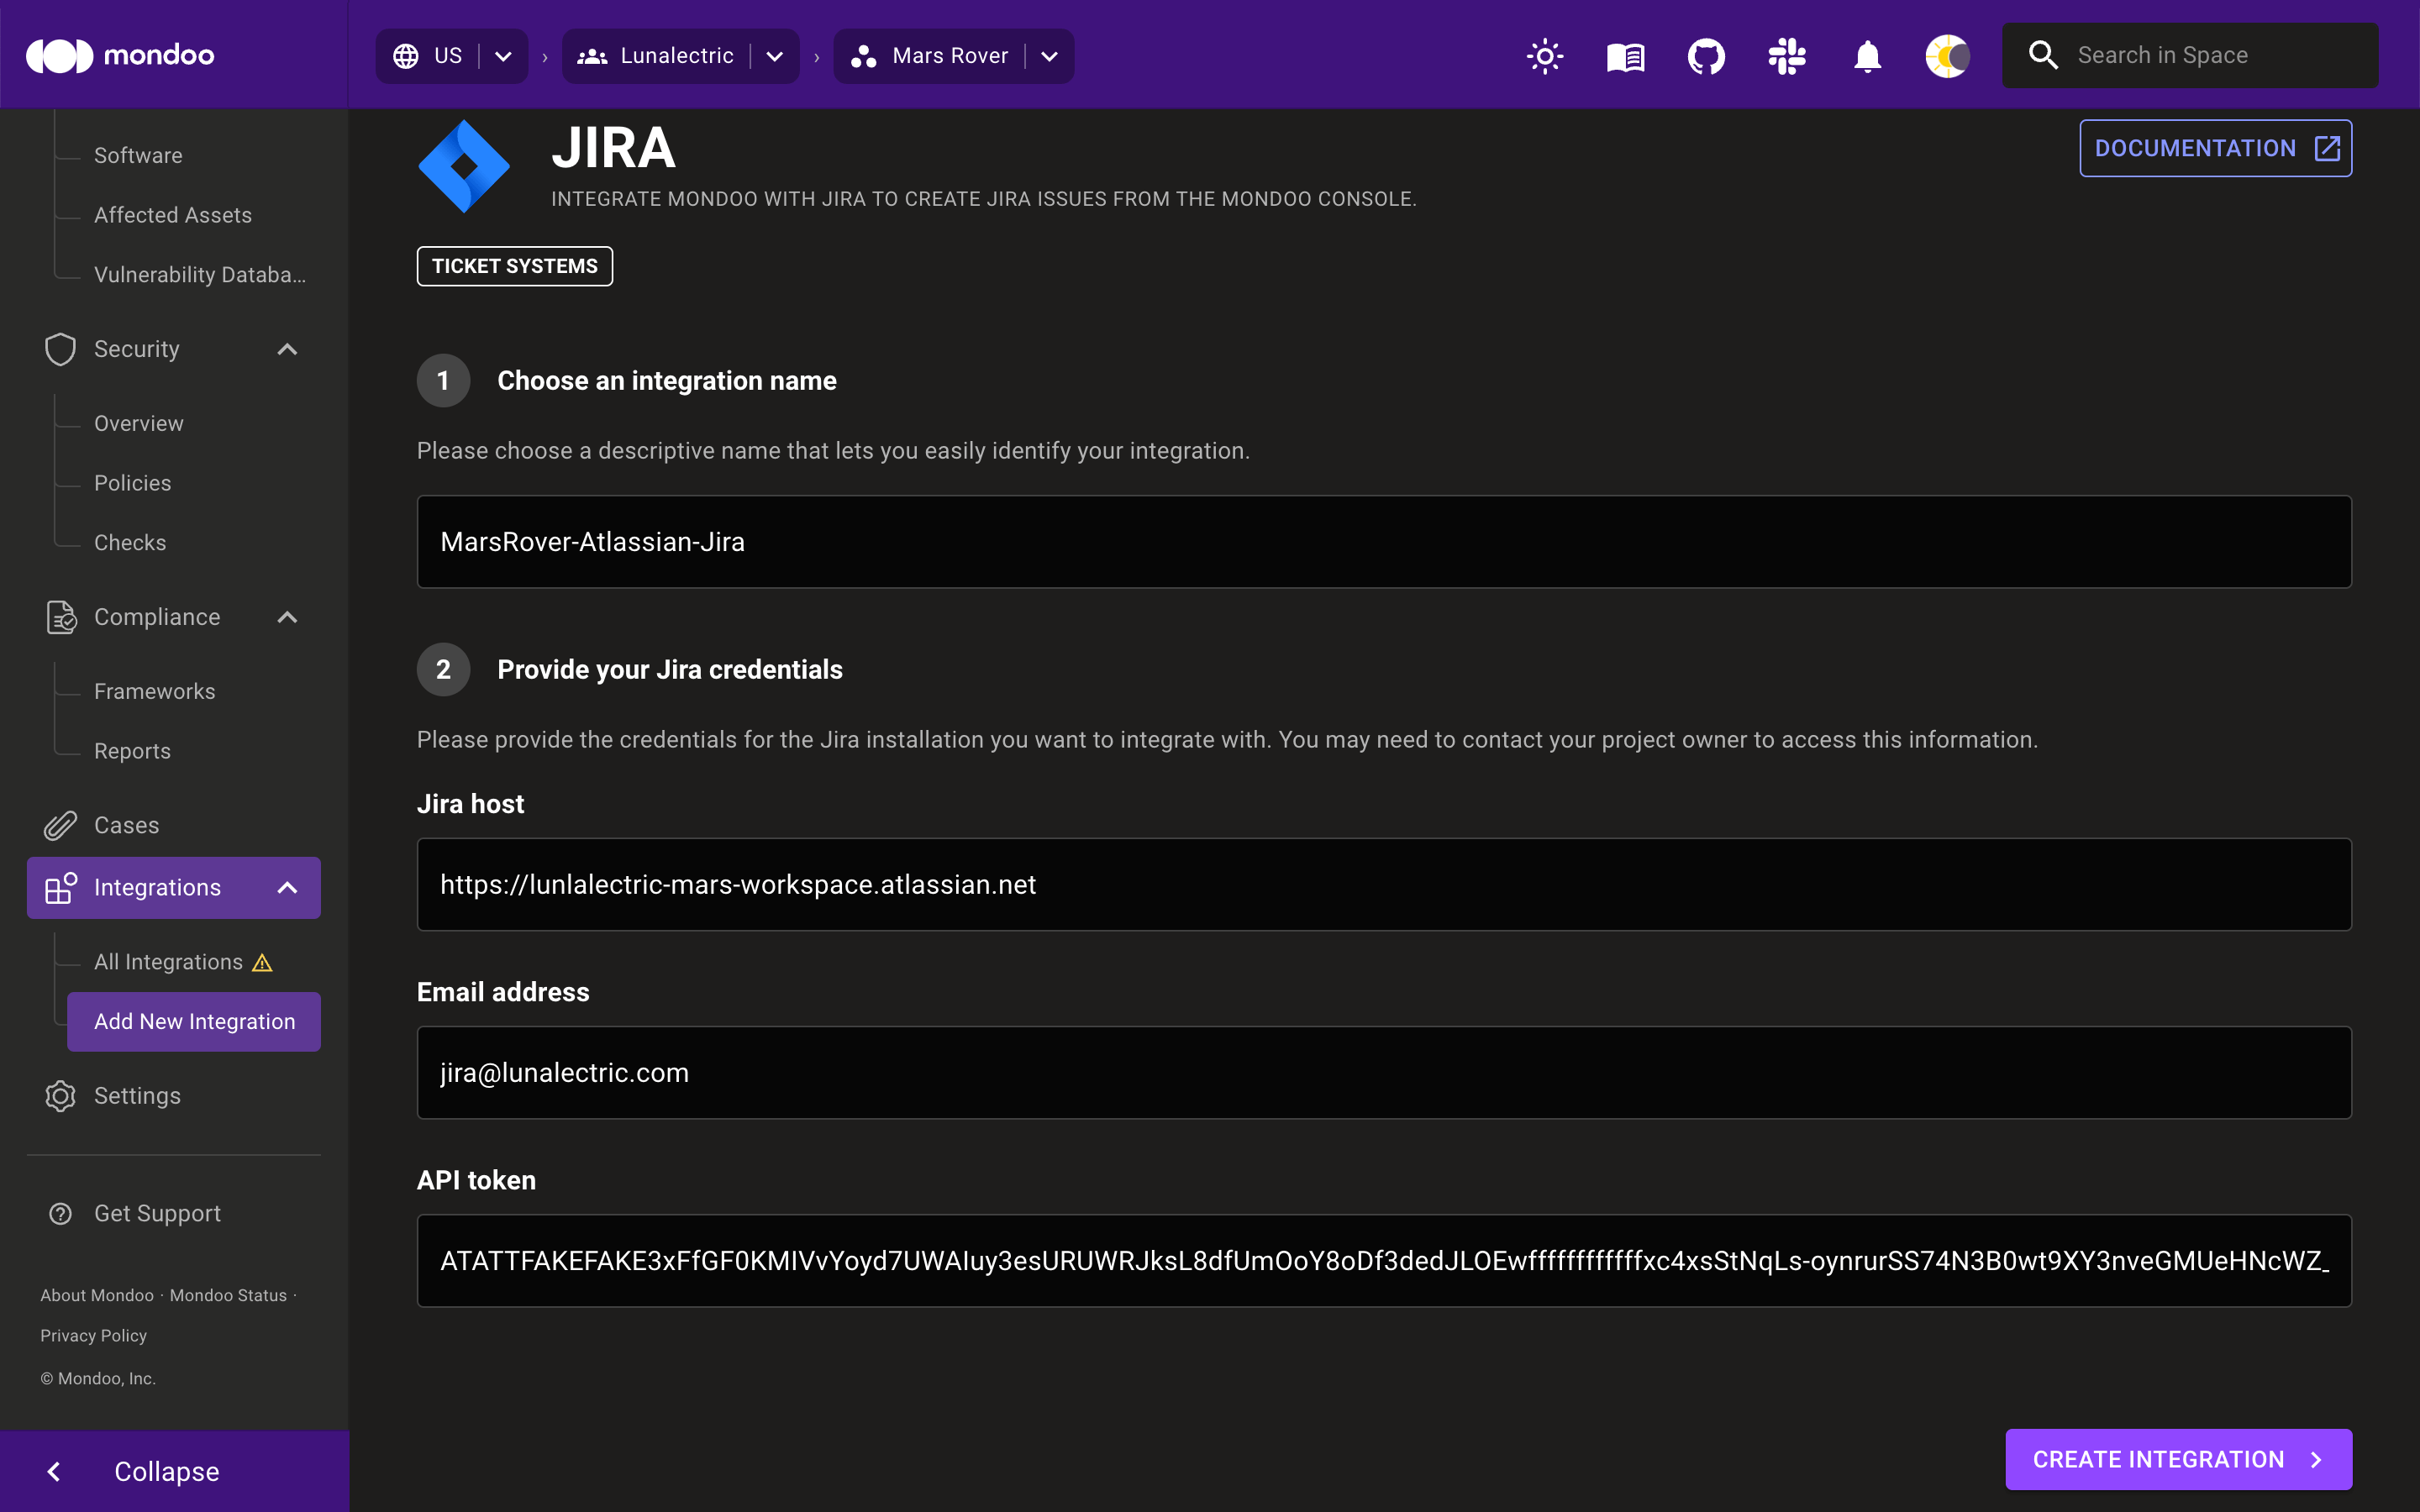 mondoo
US
›
Lunalectric
›
Mars Rover
Search in Space
Software
Affected Assets
Vulnerability Databa...
Security
Overview
Policies
Checks
Compliance
Frameworks
Reports
Cases
Integrations
All Integrations
Add New Integration
Settings
Get Support
About Mondoo · Mondoo Status ·
Privacy Policy
© Mondoo, Inc.
Collapse
JIRA
DOCUMENTATION
INTEGRATE MONDOO WITH JIRA TO CREATE JIRA ISSUES FROM THE MONDOO CONSOLE.
TICKET SYSTEMS
1 Choose an integration name
Please choose a descriptive name that lets you easily identify your integration.
MarsRover-Atlassian-Jira
2 Provide your Jira credentials
Please provide the credentials for the Jira installation you want to integrate with. You may need to contact your project owner to access this information.
Jira host
https://lunlalectric-mars-workspace.atlassian.net
Email address
jira@lunalectric.com
API token
ATATTFAKEFAKE3xFfGF0KMIVvYoyd7UWAIuy3esURUWRJksL8dfUmOoY8oDf3dedJLOEwffffffffffffxc4xsStNqLs-oynrurSS74N3B0wt9XY3nveGMUeHNcWZ_
CREATE INTEGRATION